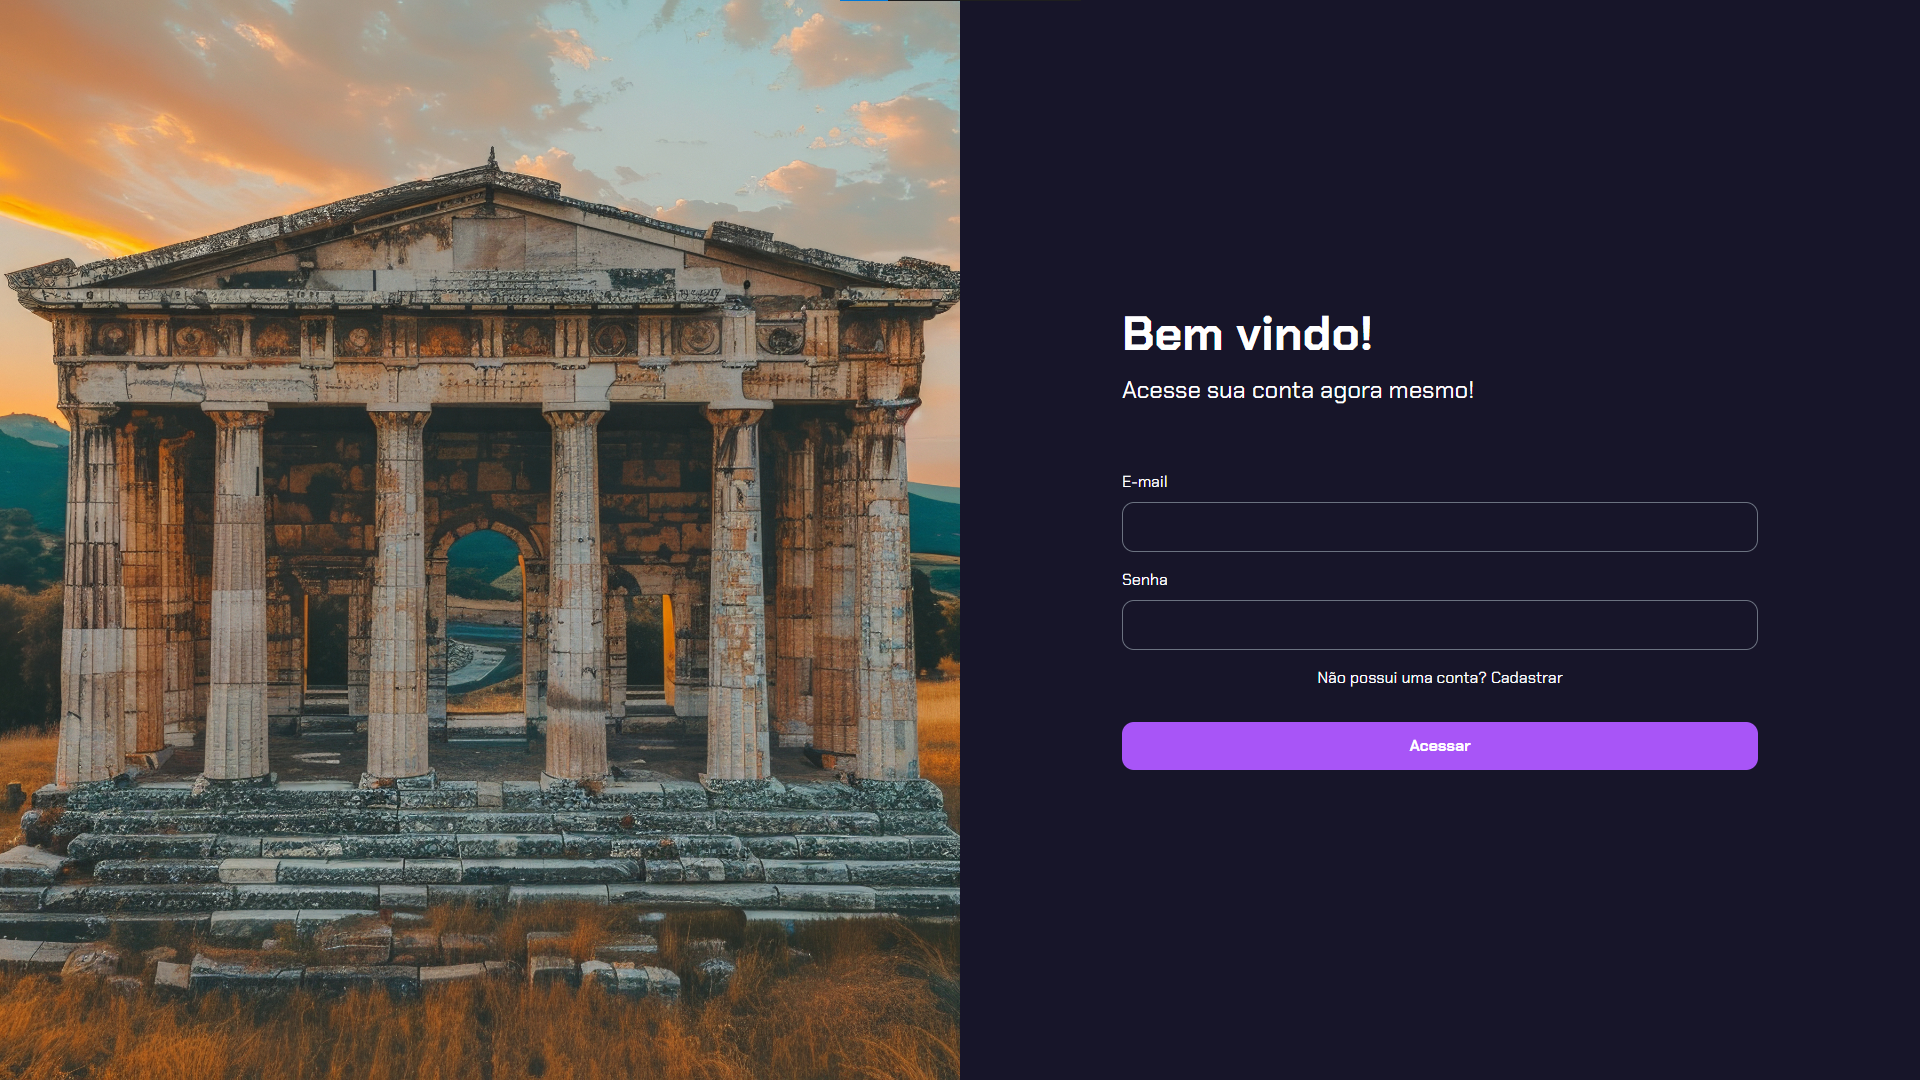 Bem vindo!
Acesse sua conta agora mesmo!
E-mail
Senha
Não possui uma conta? Cadastrar
Acessar